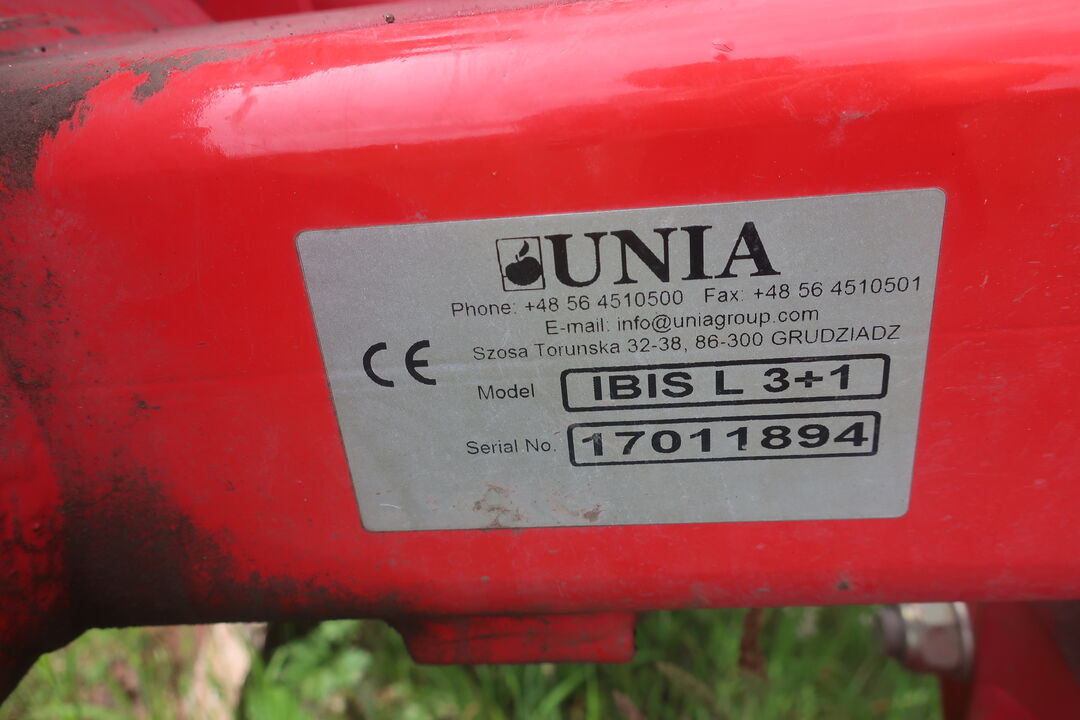 UNIA
Phone: +48 56 4510500 Fax: +48 56 4510501
E-mail: info@uniagroup.com
Szosa Torunska 32-38, 86-300 GRUDZIADZ
CE
Model IBIS L 3+1
Serial No. 17011894